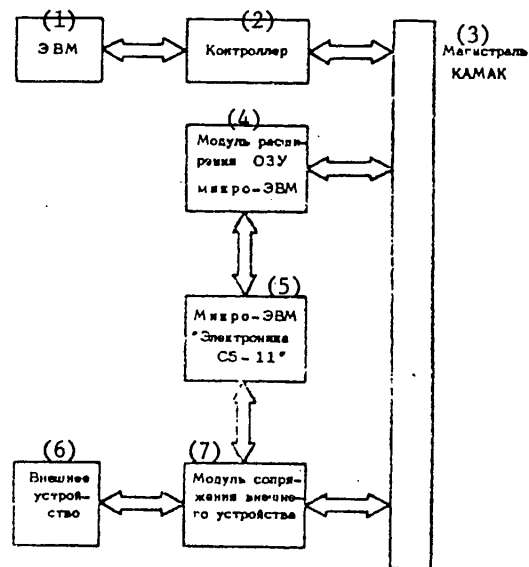 (1)
ЭВМ
(2)
Контроллер
(3)
Магистраль
КАМАК
(4)
Модуль расши-
рения ОЗУ
микро-ЭВМ
(5)
Микро-ЭВМ
"Электроника
С5-11"
(6)
Внешнее
устрой-
ство
(7)
Модуль сопря-
жения внешне-
го устройства